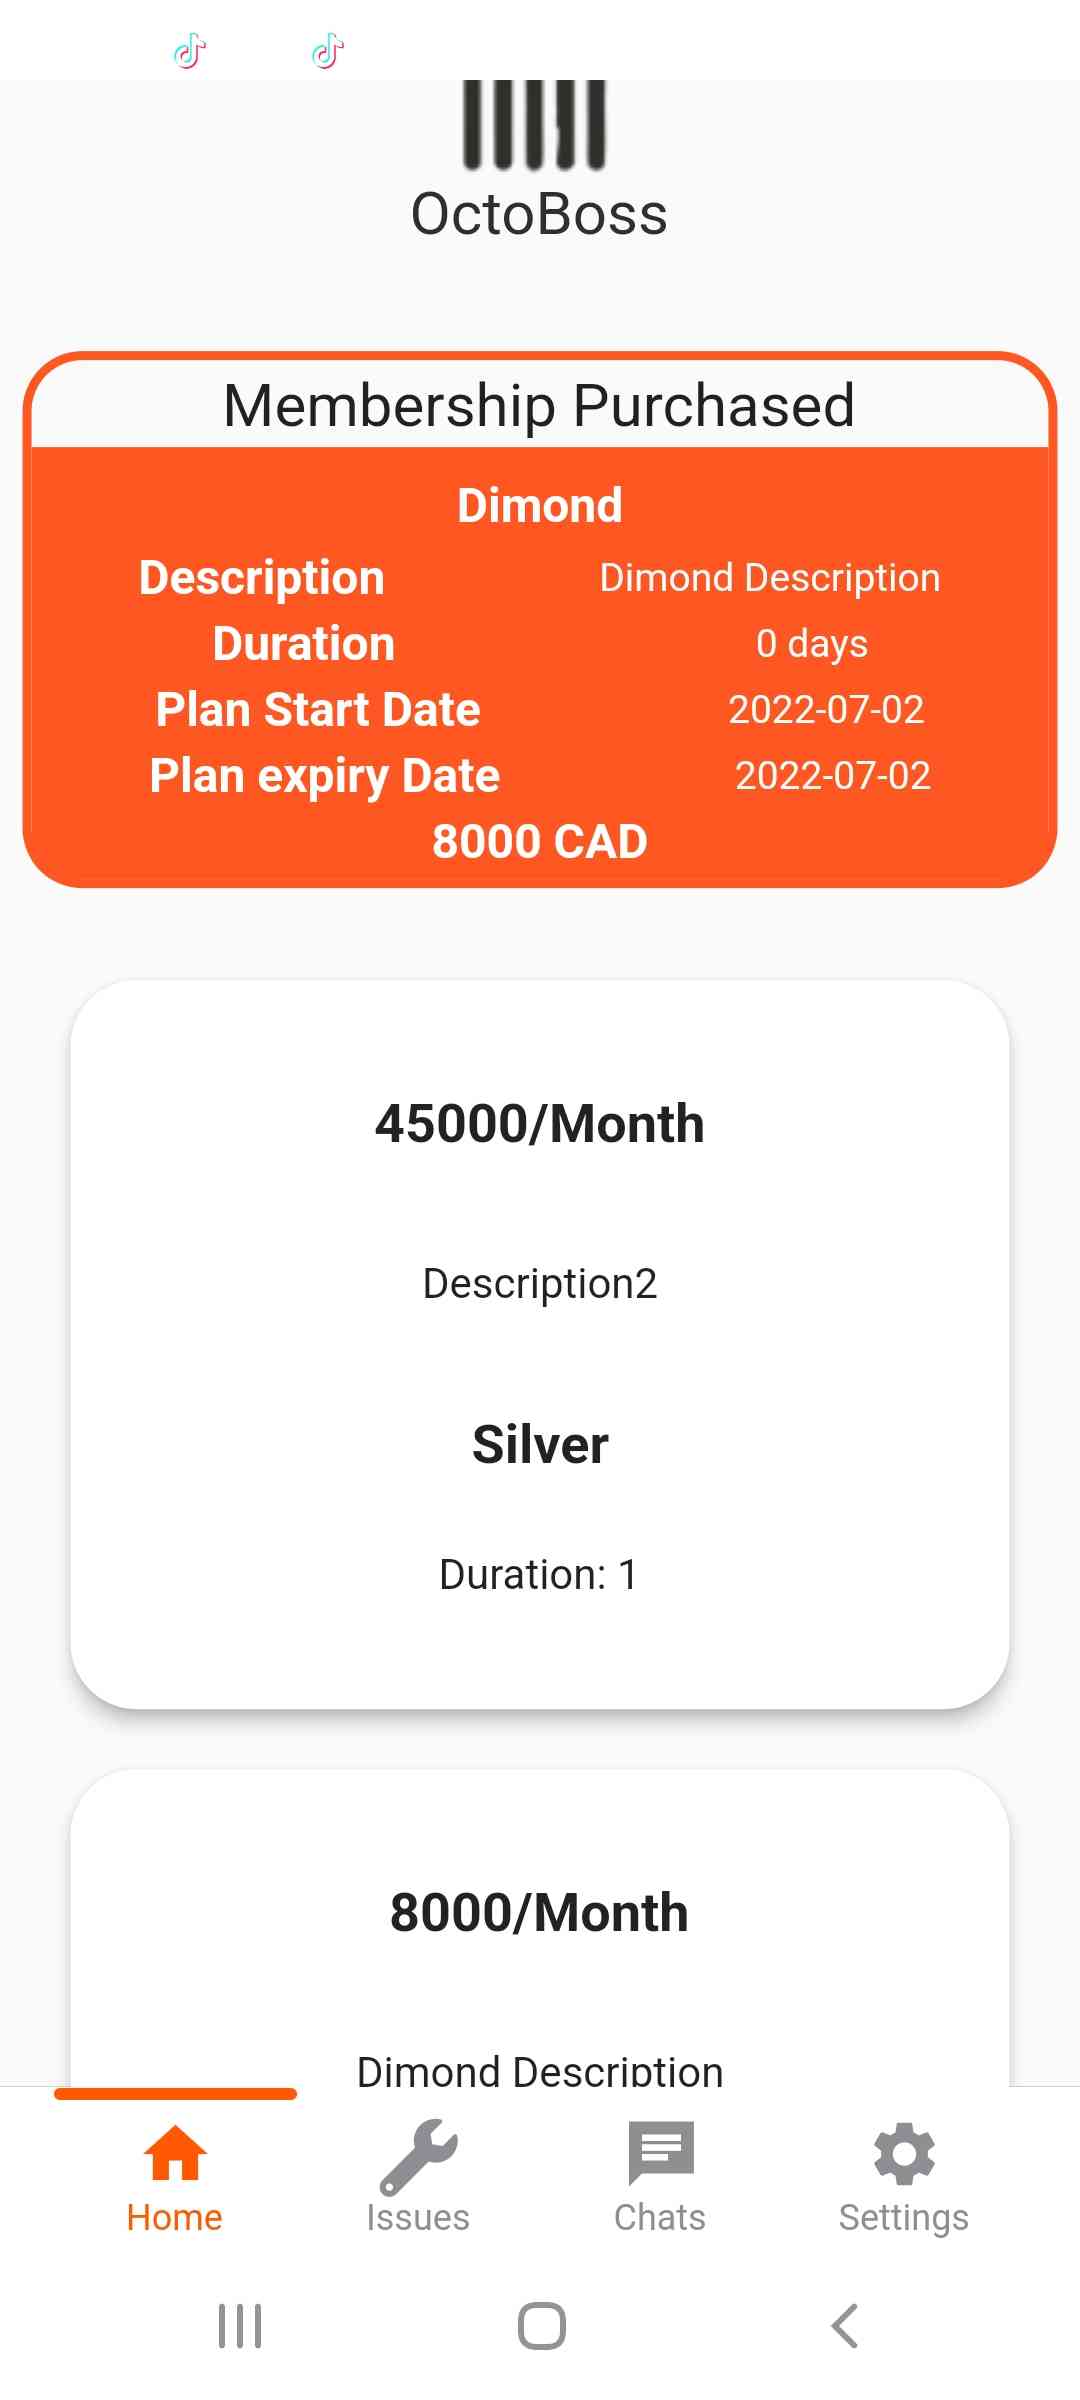 OctoBoss
Membership Purchased
Dimond
Description Dimond Description
Duration 0 days
Plan Start Date 2022-07-02
Plan expiry Date 2022-07-02
8000 CAD
45000/Month
Description2
Silver
Duration: 1
8000/Month
Dimond Description
Home Issues Chats Settings